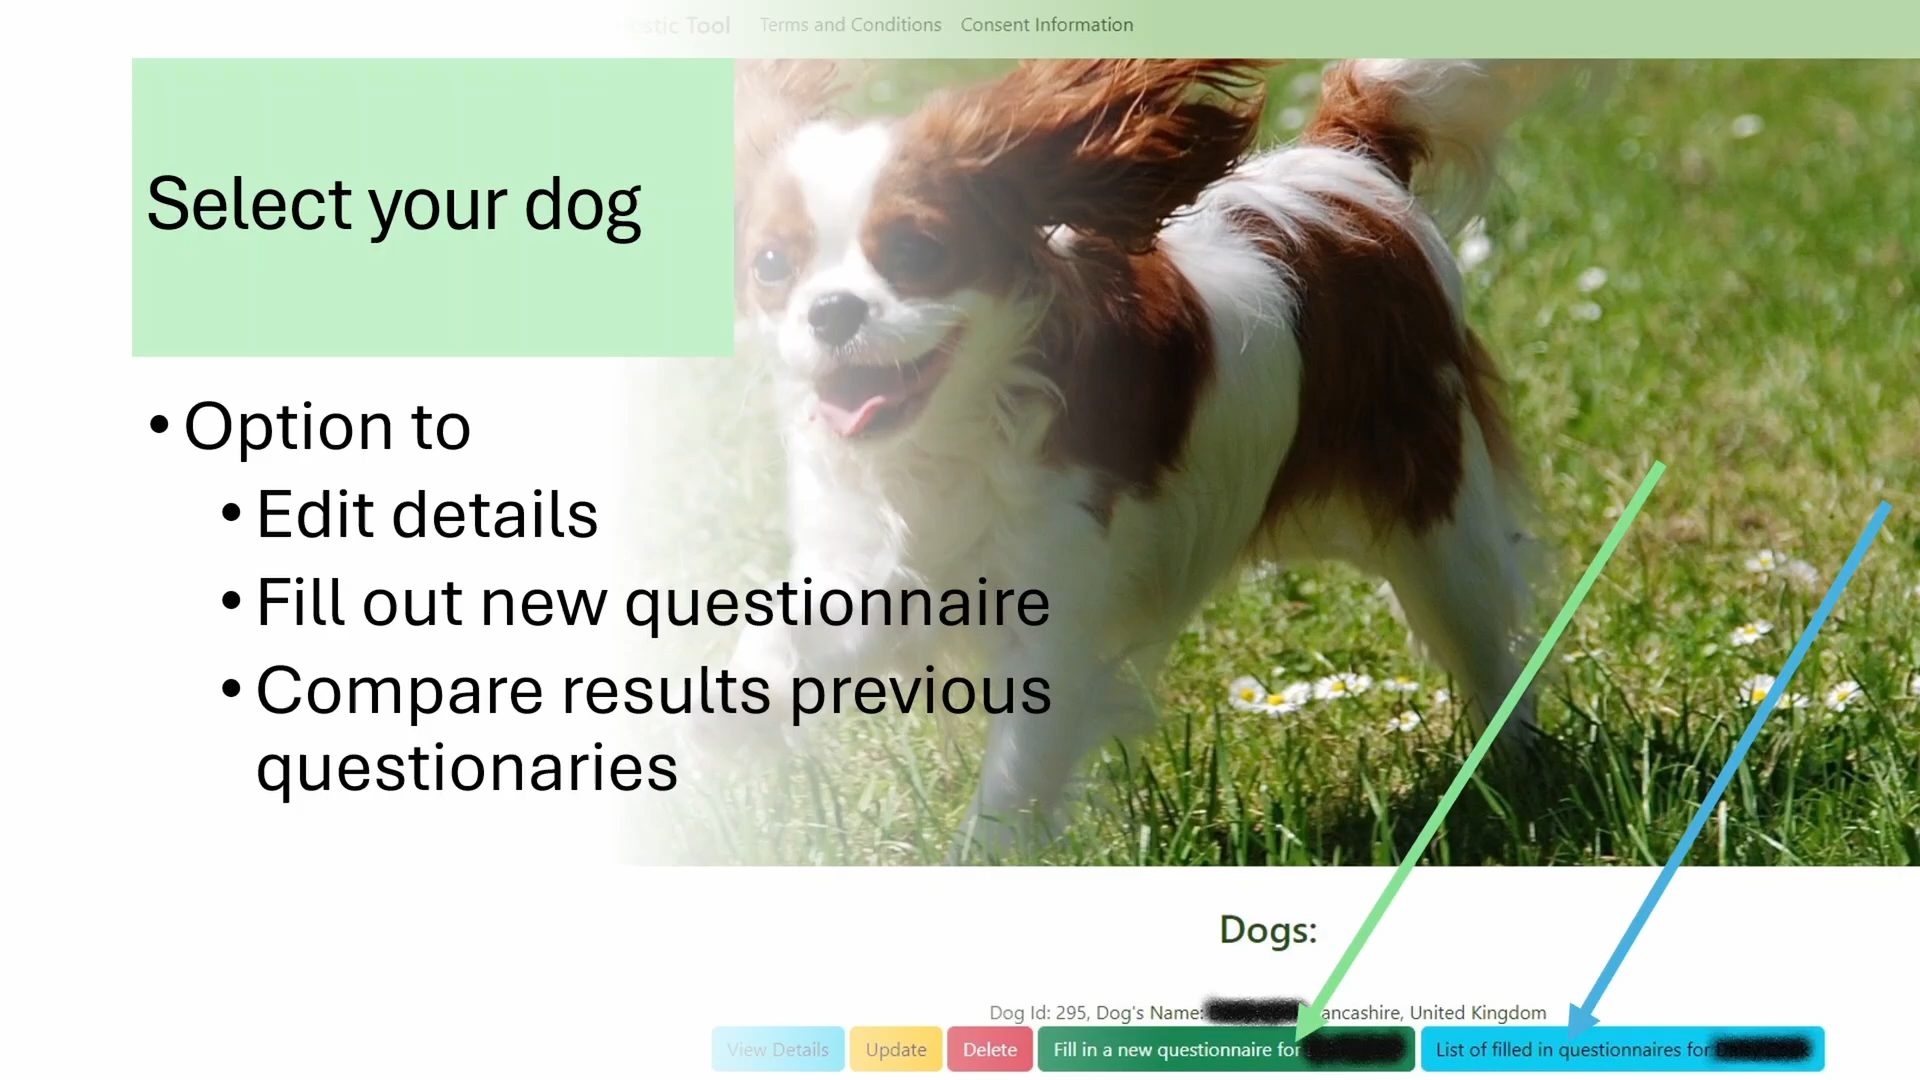 Tool Terms and Conditions Consent Information
Select your dog
• Option to
• Edit details
• Fill out new questionnaire
• Compare results previous
questionaries
Dogs:
Dog Id: 295, Dog's Name: ancashire, United Kingdom
View Details Update Delete Fill in a new questionnaire for List of filled in questionnaires for